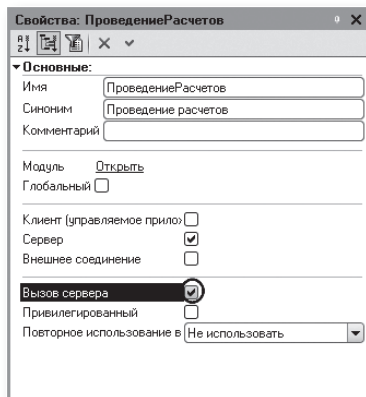 Свойства: ПроведениеРасчетов
Основные:
Имя ПроведениеРасчетов
Синоним Проведение расчетов
Комментарий
Модуль Открыть
Глобальный
Клиент (управляемое прило
Сервер
Внешнее соединение
Вызов сервера
Привилегированный
Повторное использование в Не использовать